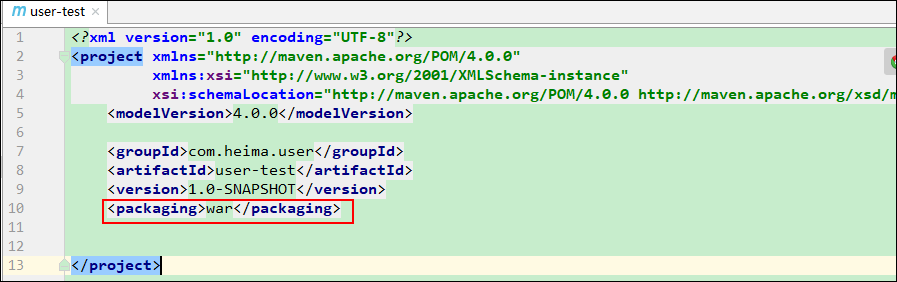 m user-test ×
1 <?xml version="1.0" encoding="UTF-8"?>
2 <project xmlns="http://maven.apache.org/POM/4.0.0"
3 xmlns:xsi="http://www.w3.org/2001/XMLSchema-instance"
4 xsi:schemaLocation="http://maven.apache.org/POM/4.0.0 http://maven.apache.org/xsd/m
5 <modelVersion>4.0.0</modelVersion>
6
7 <groupId>com.heima.user</groupId>
8 <artifactId>user-test</artifactId>
9 <version>1.0-SNAPSHOT</version>
10 <packaging>war</packaging>
11
12
13 </project>